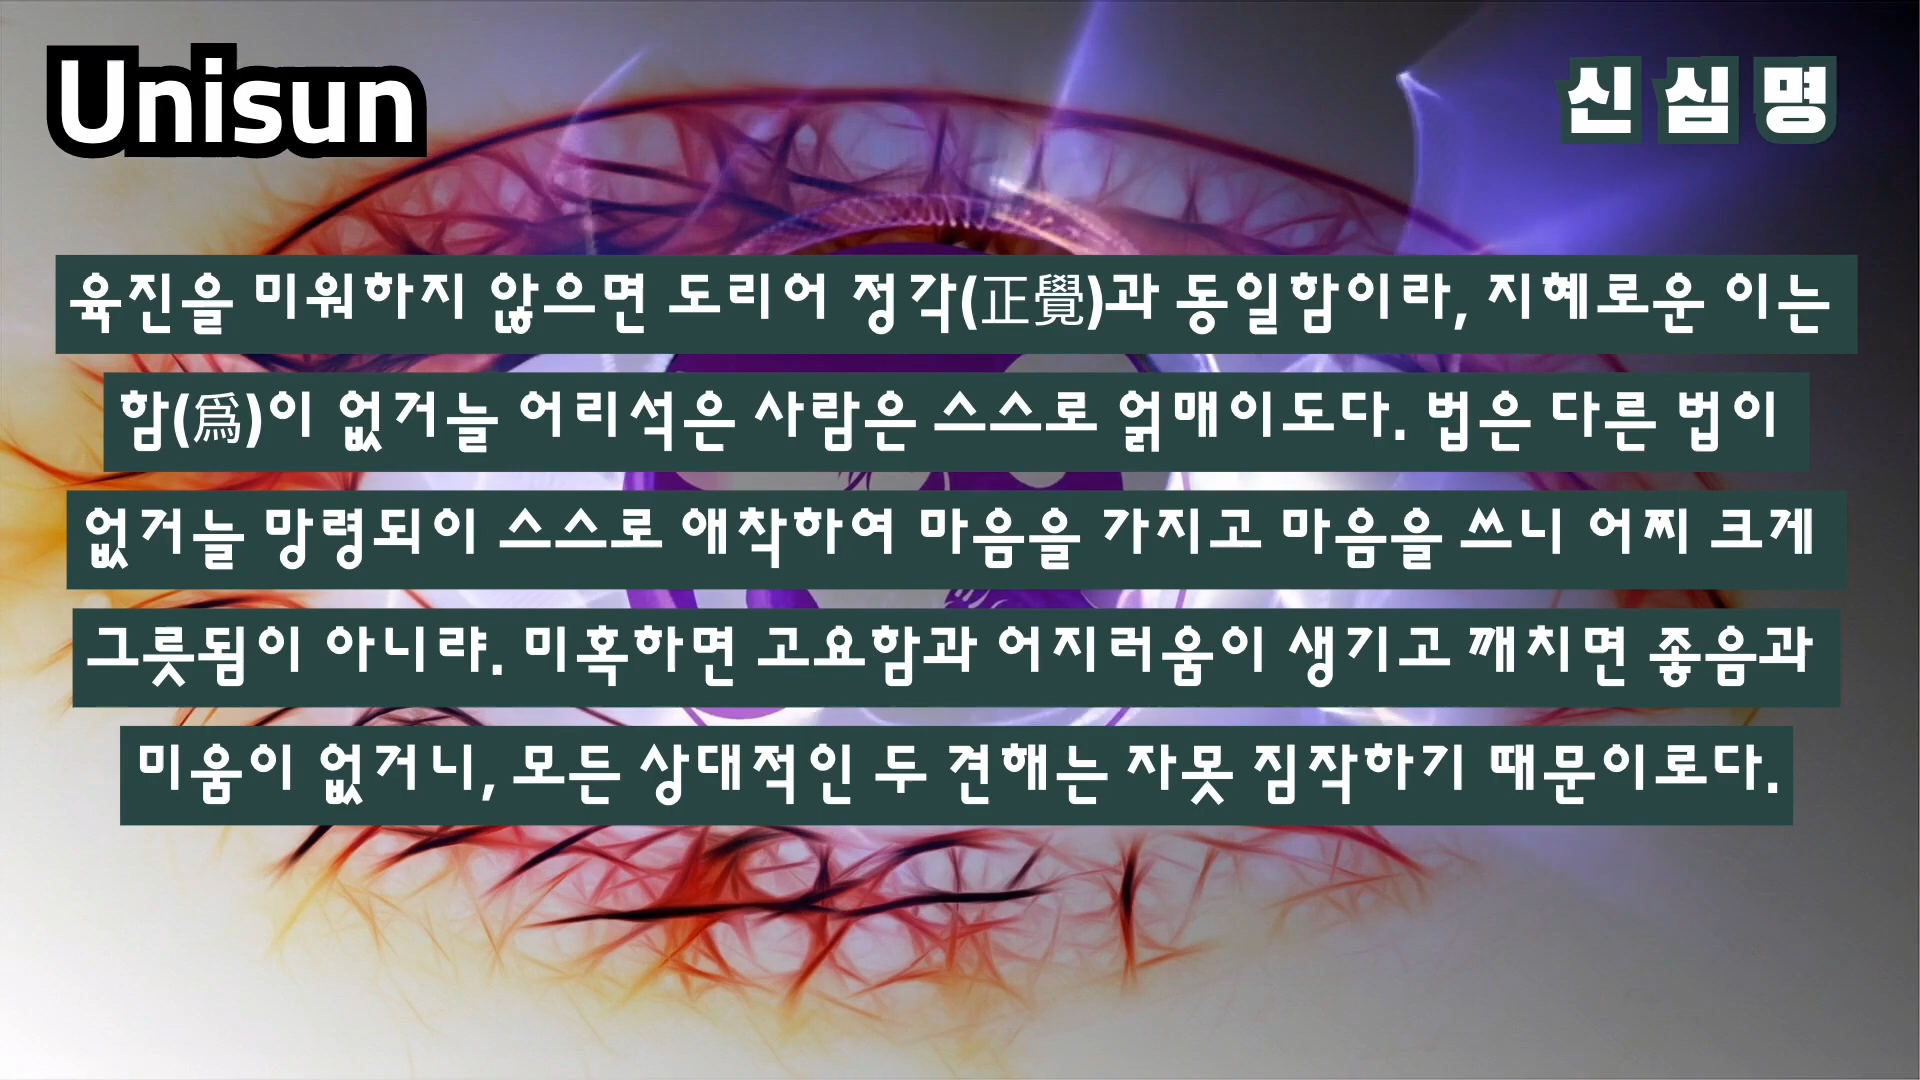 Unisun
신심명
육진을 미워하지 않으면 도리어 정각(正覺)과 동일함이라, 지혜로운 이는
함(爲)이 없거늘 어리석은 사람은 스스로 얽매이도다. 법은 다른 법이
없거늘 망령되이 스스로 애착하여 마음을 가지고 마음을 쓰니 어찌 크게
그릇됨이 아니랴. 미혹하면 고요함과 어지러움이 생기고 깨치면 좋음과
미움이 없거니, 모든 상대적인 두 견해는 자못 짐작하기 때문이로다.